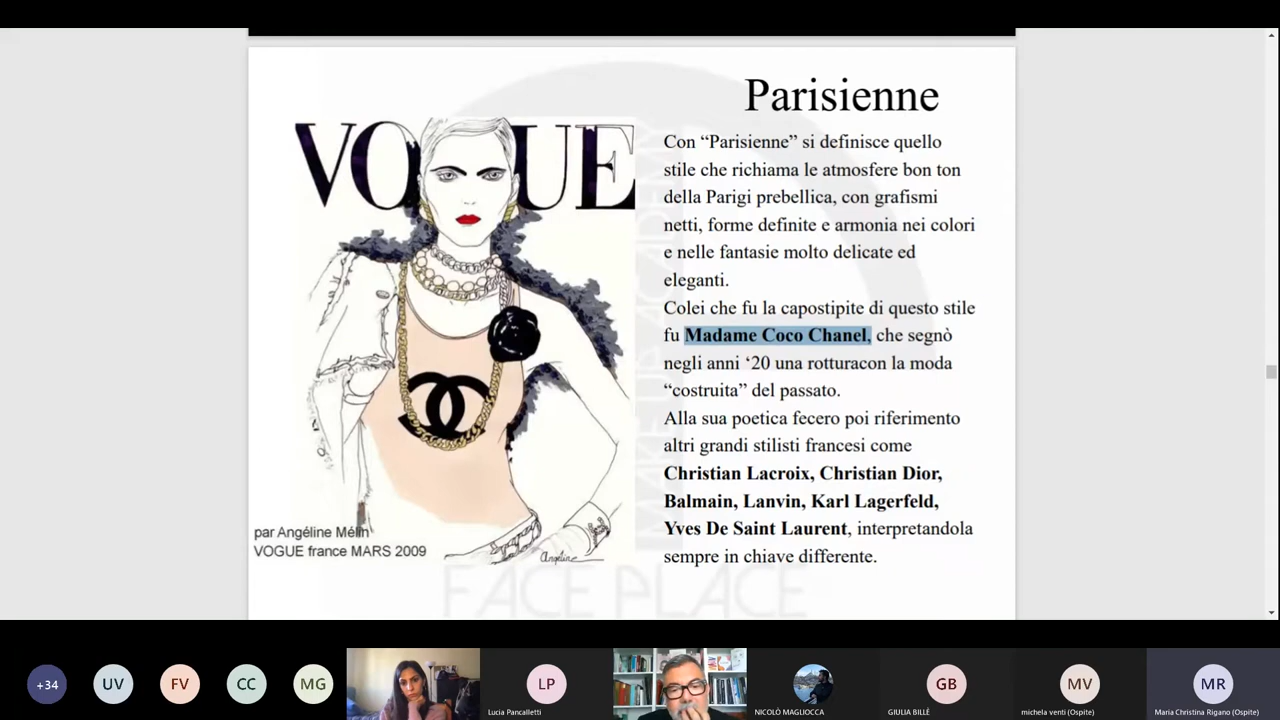 Parisienne
VOGUE
Con “Parisienne” si definisce quello
stile che richiama le atmosfere bon ton
della Parigi prebellica, con grafismi
netti, forme definite e armonia nei colori
e nelle fantasie molto delicate ed
eleganti.
Colei che fu la capostipite di questo stile
fu Madame Coco Chanel, che segnò
negli anni ‘20 una rotturacon la moda
“costruita” del passato.
Alla sua poetica fecero poi riferimento
altri grandi stilisti francesi come
Christian Lacroix, Christian Dior,
Balmain, Lanvin, Karl Lagerfeld,
Yves De Saint Laurent, interpretandola
sempre in chiave differente.
par Angéline Mélin
VOGUE france MARS 2009
Angéline
FACE PLACE
+34
UV
FV
CC
MG
LP
Lucia Pancalletti
NICOLÒ MAGLIOCCA
GB
GIULIA BILLÈ
MV
michela venti (Ospite)
MR
Maria Christina Rigano (Ospite)